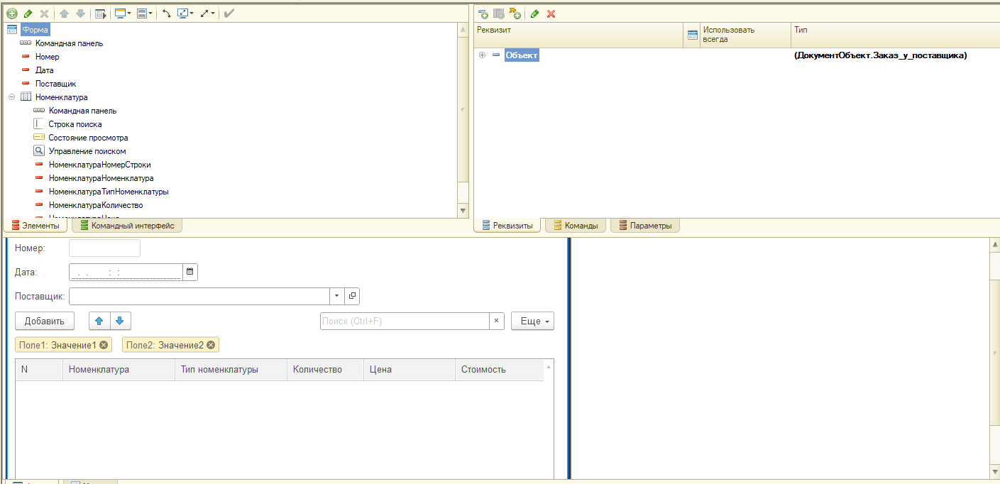 Форма
Командная панель
Номер
Дата
Поставщик
Номенклатура
Командная панель
Строка поиска
Состояние просмотра
Управление поиском
НоменклатураНомерСтроки
НоменклатураНоменклатура
НоменклатураТипНоменклатуры
НоменклатураКоличество
Элементы Командный интерфейс
Реквизит Использовать всегда Тип
Объект (ДокументОбъект.Заказ_у_поставщика)
Реквизиты Команды Параметры
Номер:
Дата: . . : :
Поставщик:
Добавить Поиск (Ctrl+F) × Еще
Поле1: Значение1 Поле2: Значение2
N Номенклатура Тип номенклатуры Количество Цена Стоимость